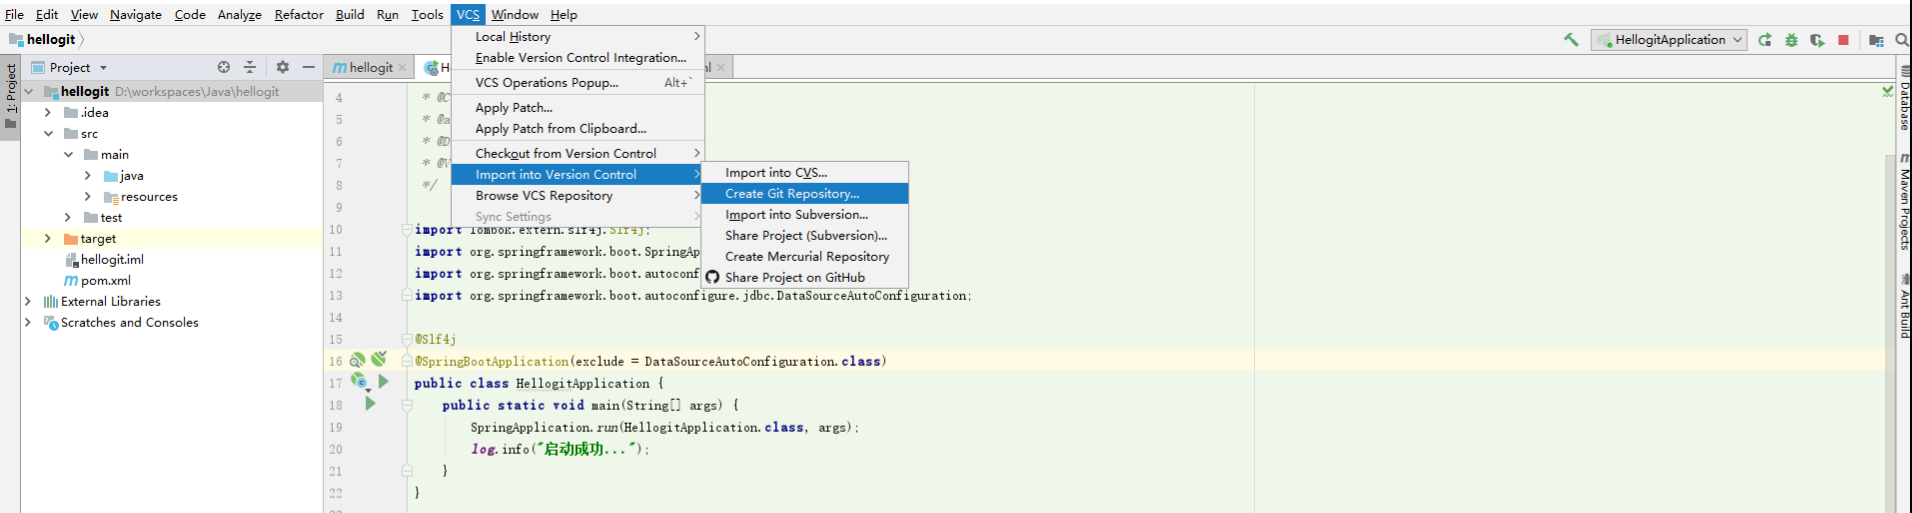 File Edit View Navigate Code Analyze Refactor Build Run Tools VCS Window Help
hellogit
HellogitApplication
Project
hellogit D:\workspaces\Java\hellogit
.idea
src
main
java
resources
test
target
hellogit.iml
pom.xml
External Libraries
Scratches and Consoles
1: Project
hellogit
Local History
Enable Version Control Integration...
VCS Operations Popup... Alt+`
Apply Patch...
Apply Patch from Clipboard...
Checkout from Version Control
Import into Version Control
Browse VCS Repository
Sync Settings
Import into CVS...
Create Git Repository...
Import into Subversion...
Share Project (Subversion)...
Create Mercurial Repository
Share Project on GitHub
4 * @C
5 * @a
6 * @D
7 * @V
8 */
9
10 import lombok.extern.slf4j.Slf4j;
11 import org.springframework.boot.SpringAp
12 import org.springframework.boot.autoconf
13 import org.springframework.boot.autoconfigure.jdbc.DataSourceAutoConfiguration;
14
15 @Slf4j
16 @SpringBootApplication(exclude = DataSourceAutoConfiguration.class)
17 public class HellogitApplication {
18 public static void main(String[] args) {
19 SpringApplication.run(HellogitApplication.class, args);
20 log.info("启动成功...");
21 }
22 }
Database
Maven Projects
Ant Build